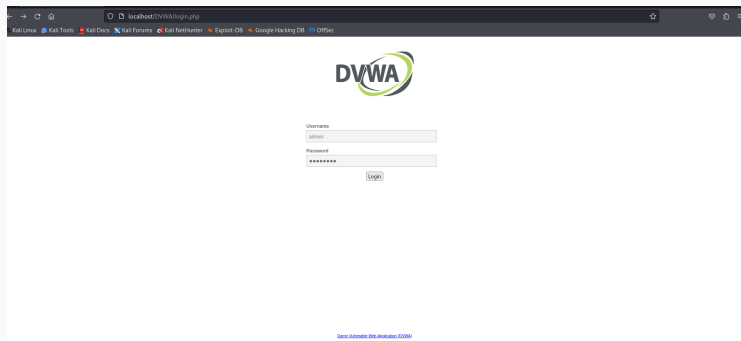 localhost/DVWA/login.php
Kali Linux Kali Tools Kali Docs Kali Forums Kali NetHunter Exploit-DB Google Hacking DB OffSec
DVWA
Username
admin
Password
••••••••
Login
Damn Vulnerable Web Application (DVWA)